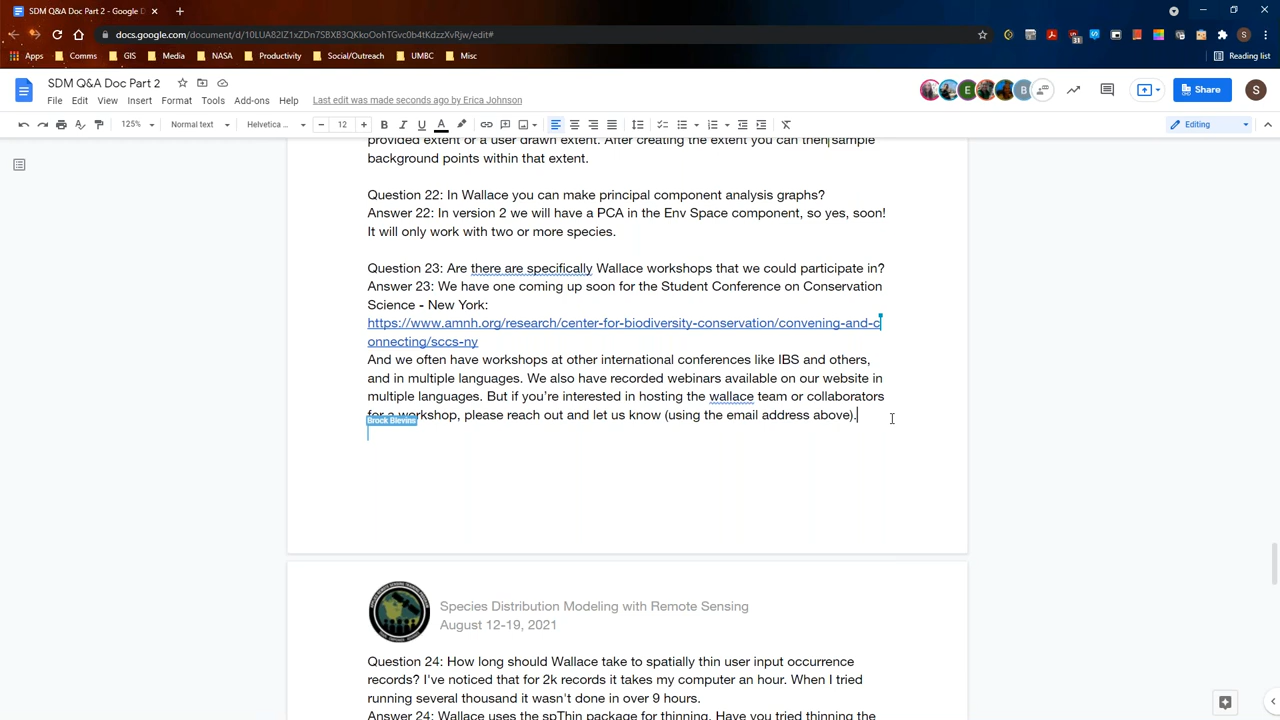 SDM Q&A Doc Part 2 - Google D
docs.google.com/document/d/10LUA82IZ1xZDn7SBXB3QKkoOohTGvc0b4tKdzzXvRjw/edit#
Apps Comms GIS Media NASA Productivity Social/Outreach UMBC Misc Reading list
SDM Q&A Doc Part 2
File Edit View Insert Format Tools Add-ons Help Last edit was made seconds ago by Erica Johnson
E B Share S
125% Normal text Helvetica ... 12 Editing
provided extent or a user drawn extent. After creating the extent you can then sample
background points within that extent.
Question 22: In Wallace you can make principal component analysis graphs?
Answer 22: In version 2 we will have a PCA in the Env Space component, so yes, soon!
It will only work with two or more species.
Question 23: Are there are specifically Wallace workshops that we could participate in?
Answer 23: We have one coming up soon for the Student Conference on Conservation
Science - New York:
https://www.amnh.org/research/center-for-biodiversity-conservation/convening-and-c
onnecting/sccs-ny
And we often have workshops at other international conferences like IBS and others,
and in multiple languages. We also have recorded webinars available on our website in
multiple languages. But if you're interested in hosting the wallace team or collaborators
for a workshop, please reach out and let us know (using the email address above).
Brock Blevins
Species Distribution Modeling with Remote Sensing
August 12-19, 2021
Question 24: How long should Wallace take to spatially thin user input occurrence
records? I've noticed that for 2k records it takes my computer an hour. When I tried
running several thousand it wasn't done in over 9 hours.
Answer 24: Wallace uses the spThin package for thinning. Have you tried thinning the